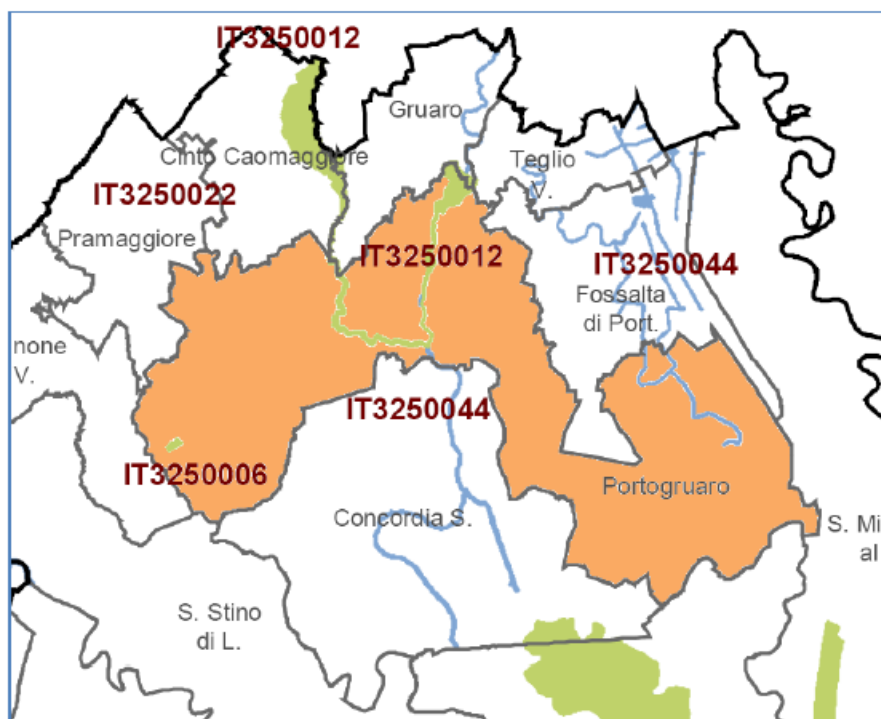 IT3250012
Gruaro
Cinto Caomaggiore
Teglio
V.
IT3250022
Pramaggiore
IT3250012
IT3250044
Fossalta
di Port.
none
V.
IT3250044
IT3250006
Portogruaro
Concordia S.
S. Mi
al
S. Stino
di L.